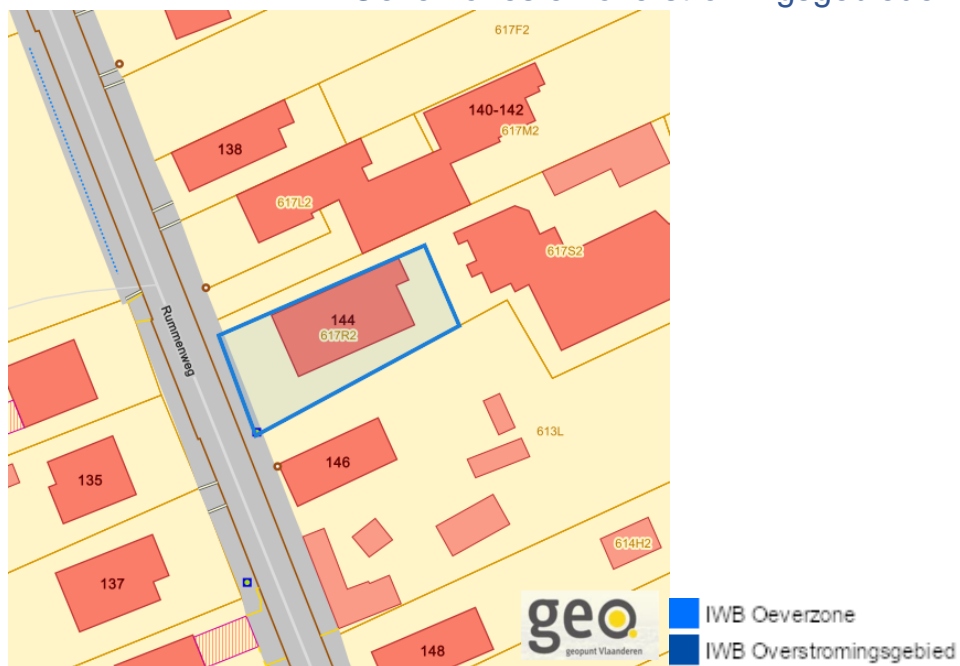 617F2
140-142
617M2
138
617L2
617S2
144
617R2
Rummenweg
613L
146
135
614H2
137
148
geo
geopunt Vlaanderen
IWB Oeverzone
IWB Overstromingsgebied